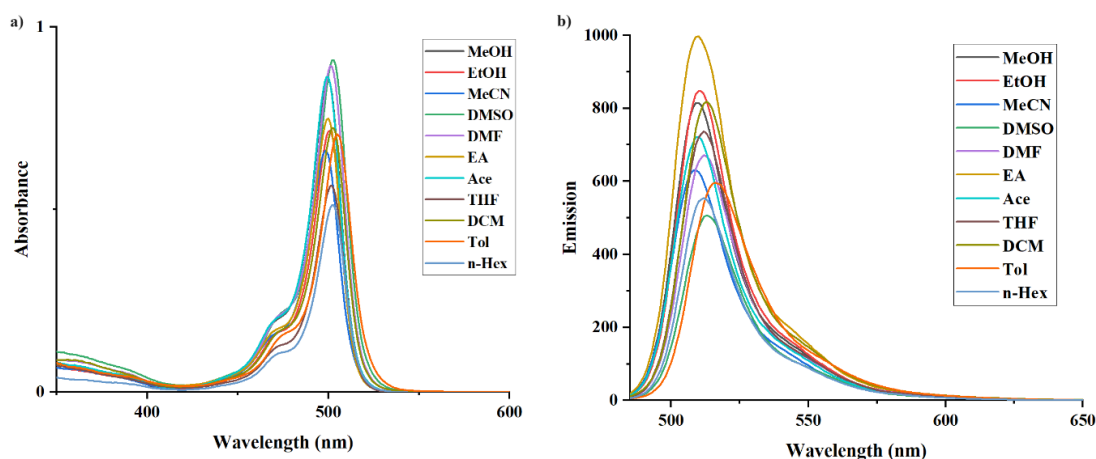 a)
1
0
Absorbance
400
500
600
Wavelength (nm)
MeOH
EtOH
MeCN
DMSO
DMF
EA
Ace
THF
DCM
Tol
n-Hex
b)
1000
800
600
400
200
0
Emission
500
550
600
650
Wavelength (nm)
MeOH
EtOH
MeCN
DMSO
DMF
EA
Ace
THF
DCM
Tol
n-Hex